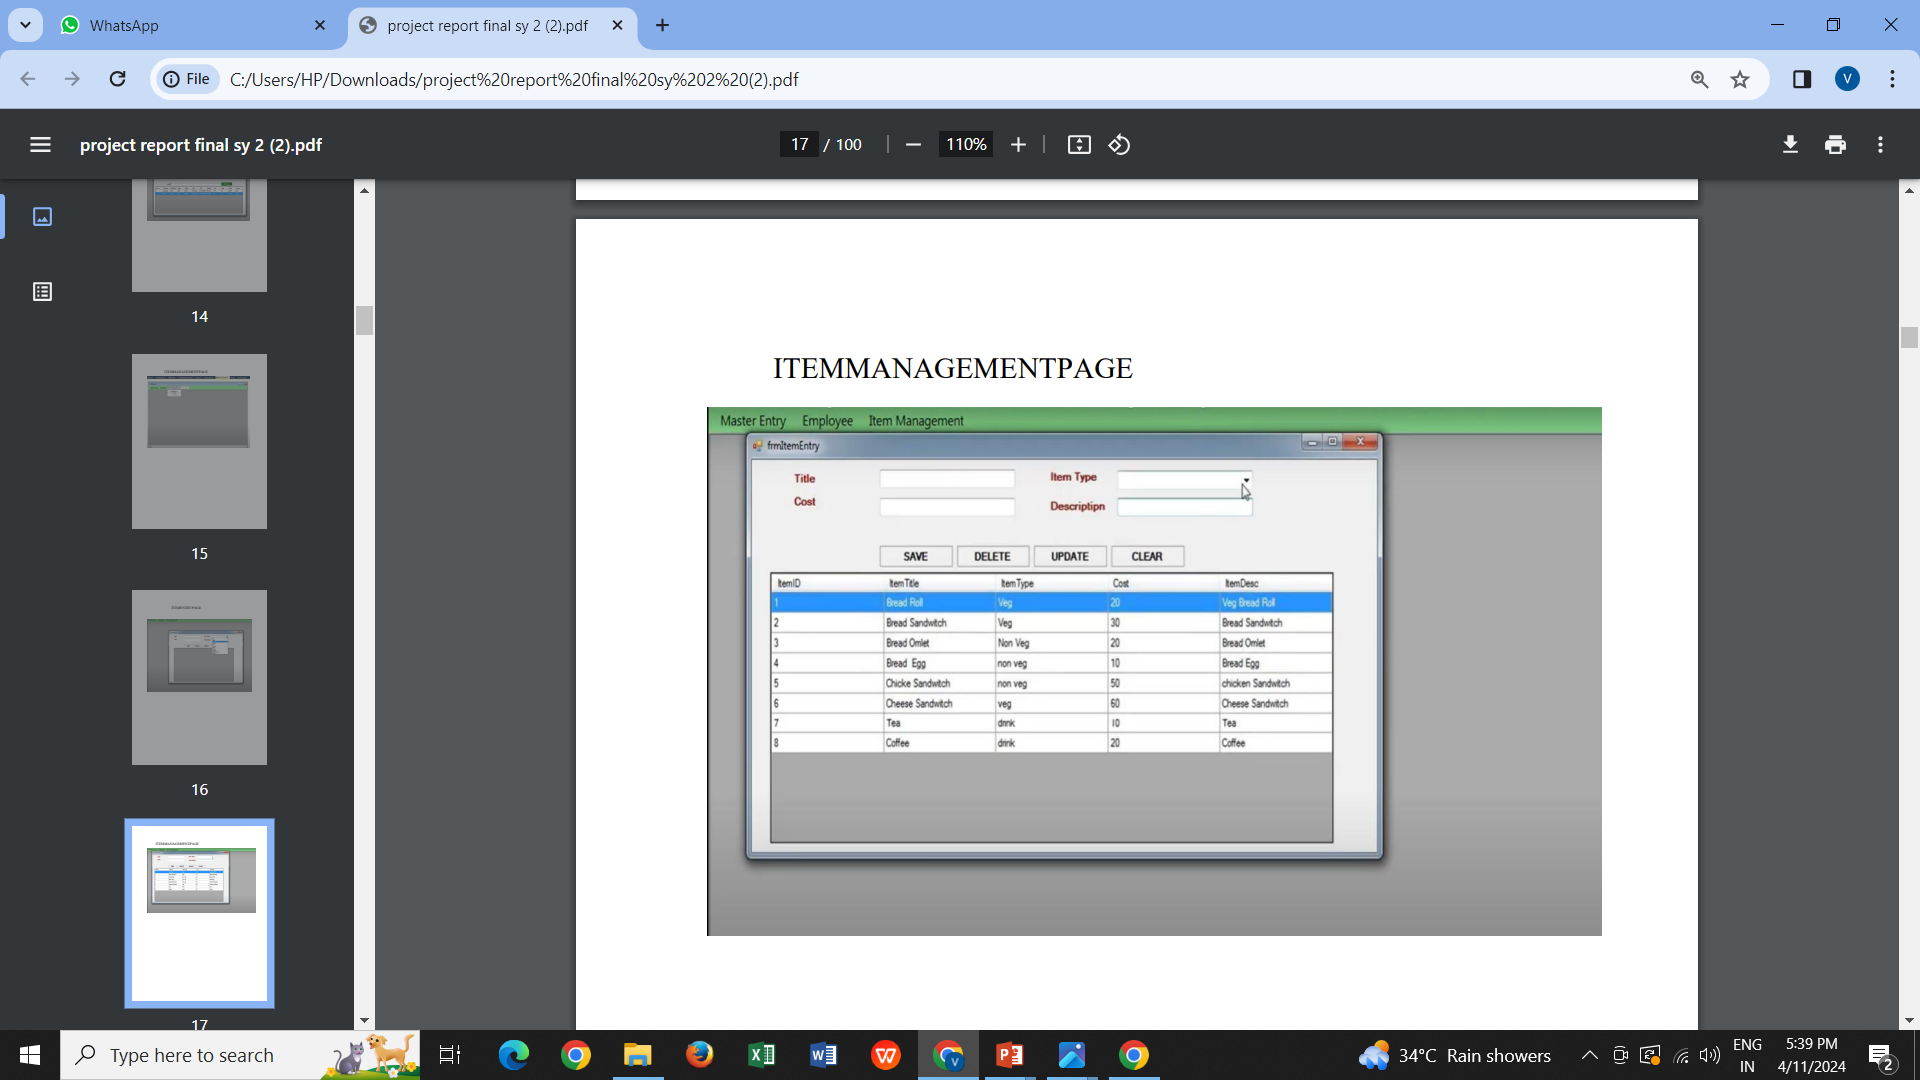 WhatsApp
project report final sy 2 (2).pdf
File
C:/Users/HP/Downloads/project%20report%20final%20sy%202%20(2).pdf
V
project report final sy 2 (2).pdf
17 / 100
110%
14
15
16
17
ITEMMANAGEMENTPAGE
Master Entry Employee Item Management
frmItemEntry
Title Item Type
Cost Descriptipn
SAVE DELETE UPDATE CLEAR
ItemID ItemTitle ItemType Cost ItemDesc
1 Bread Roll Veg 20 Veg Bread Roll
2 Bread Sandwitch Veg 30 Bread Sandwitch
3 Bread Omlet Non Veg 20 Bread Omlet
4 Bread Egg non veg 10 Bread Egg
5 Chicke Sandwitch non veg 50 chicken Sandwitch
6 Cheese Sandwitch veg 60 Cheese Sandwitch
7 Tea drink 10 Tea
8 Coffee drink 20 Coffee
Type here to search
34°C Rain showers
ENG
IN
5:39 PM
4/11/2024
2